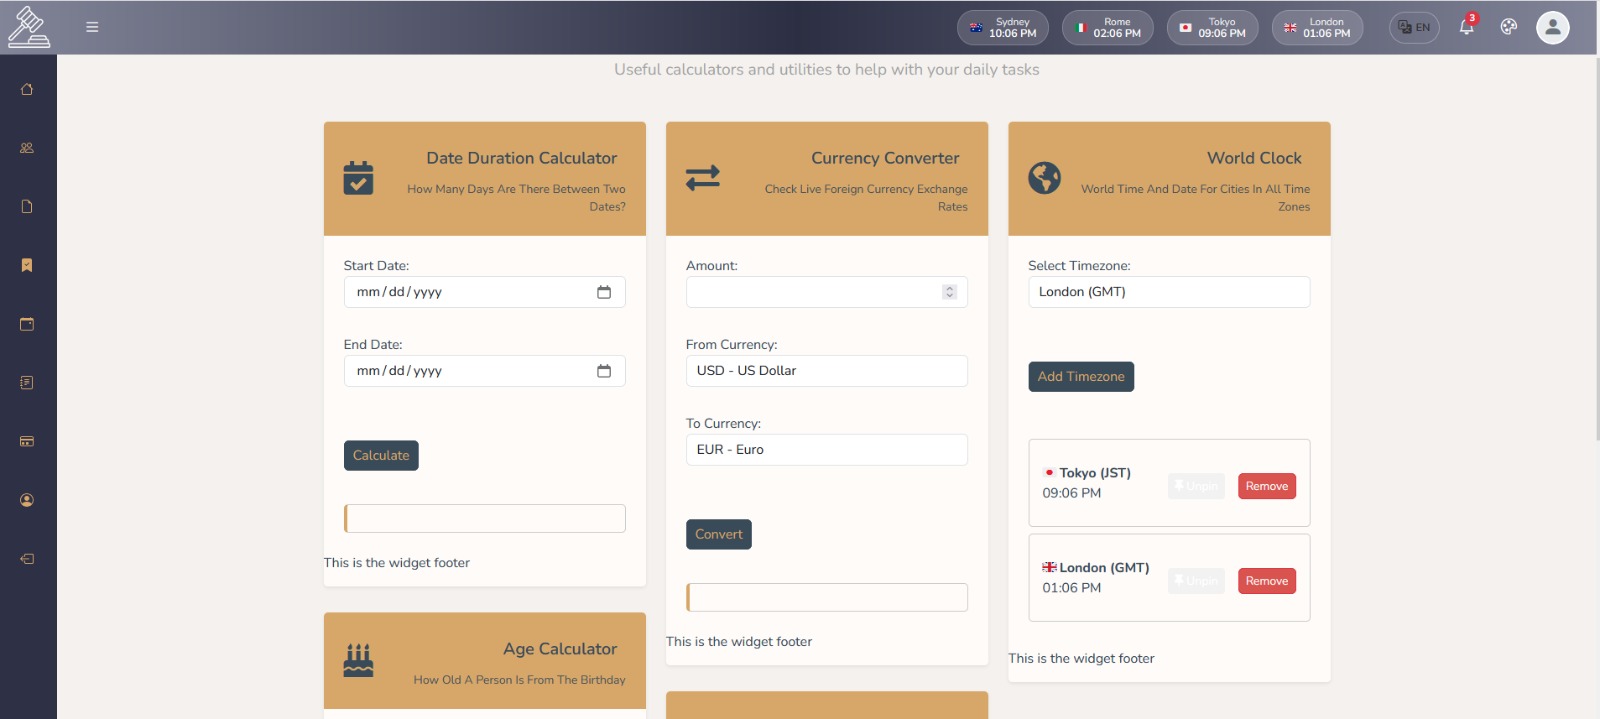 Sydney
10:06 PM
Rome
02:06 PM
Tokyo
09:06 PM
London
01:06 PM
EN
3
Useful calculators and utilities to help with your daily tasks
Date Duration Calculator
How Many Days Are There Between Two
Dates?
Start Date:
mm/dd/yyyy
End Date:
mm/dd/yyyy
Calculate
This is the widget footer
Age Calculator
How Old A Person Is From The Birthday
Currency Converter
Check Live Foreign Currency Exchange
Rates
Amount:
From Currency:
USD - US Dollar
To Currency:
EUR - Euro
Convert
This is the widget footer
World Clock
World Time And Date For Cities In All Time
Zones
Select Timezone:
London (GMT)
Add Timezone
Tokyo (JST)
09:06 PM
Unpin
Remove
London (GMT)
01:06 PM
Unpin
Remove
This is the widget footer